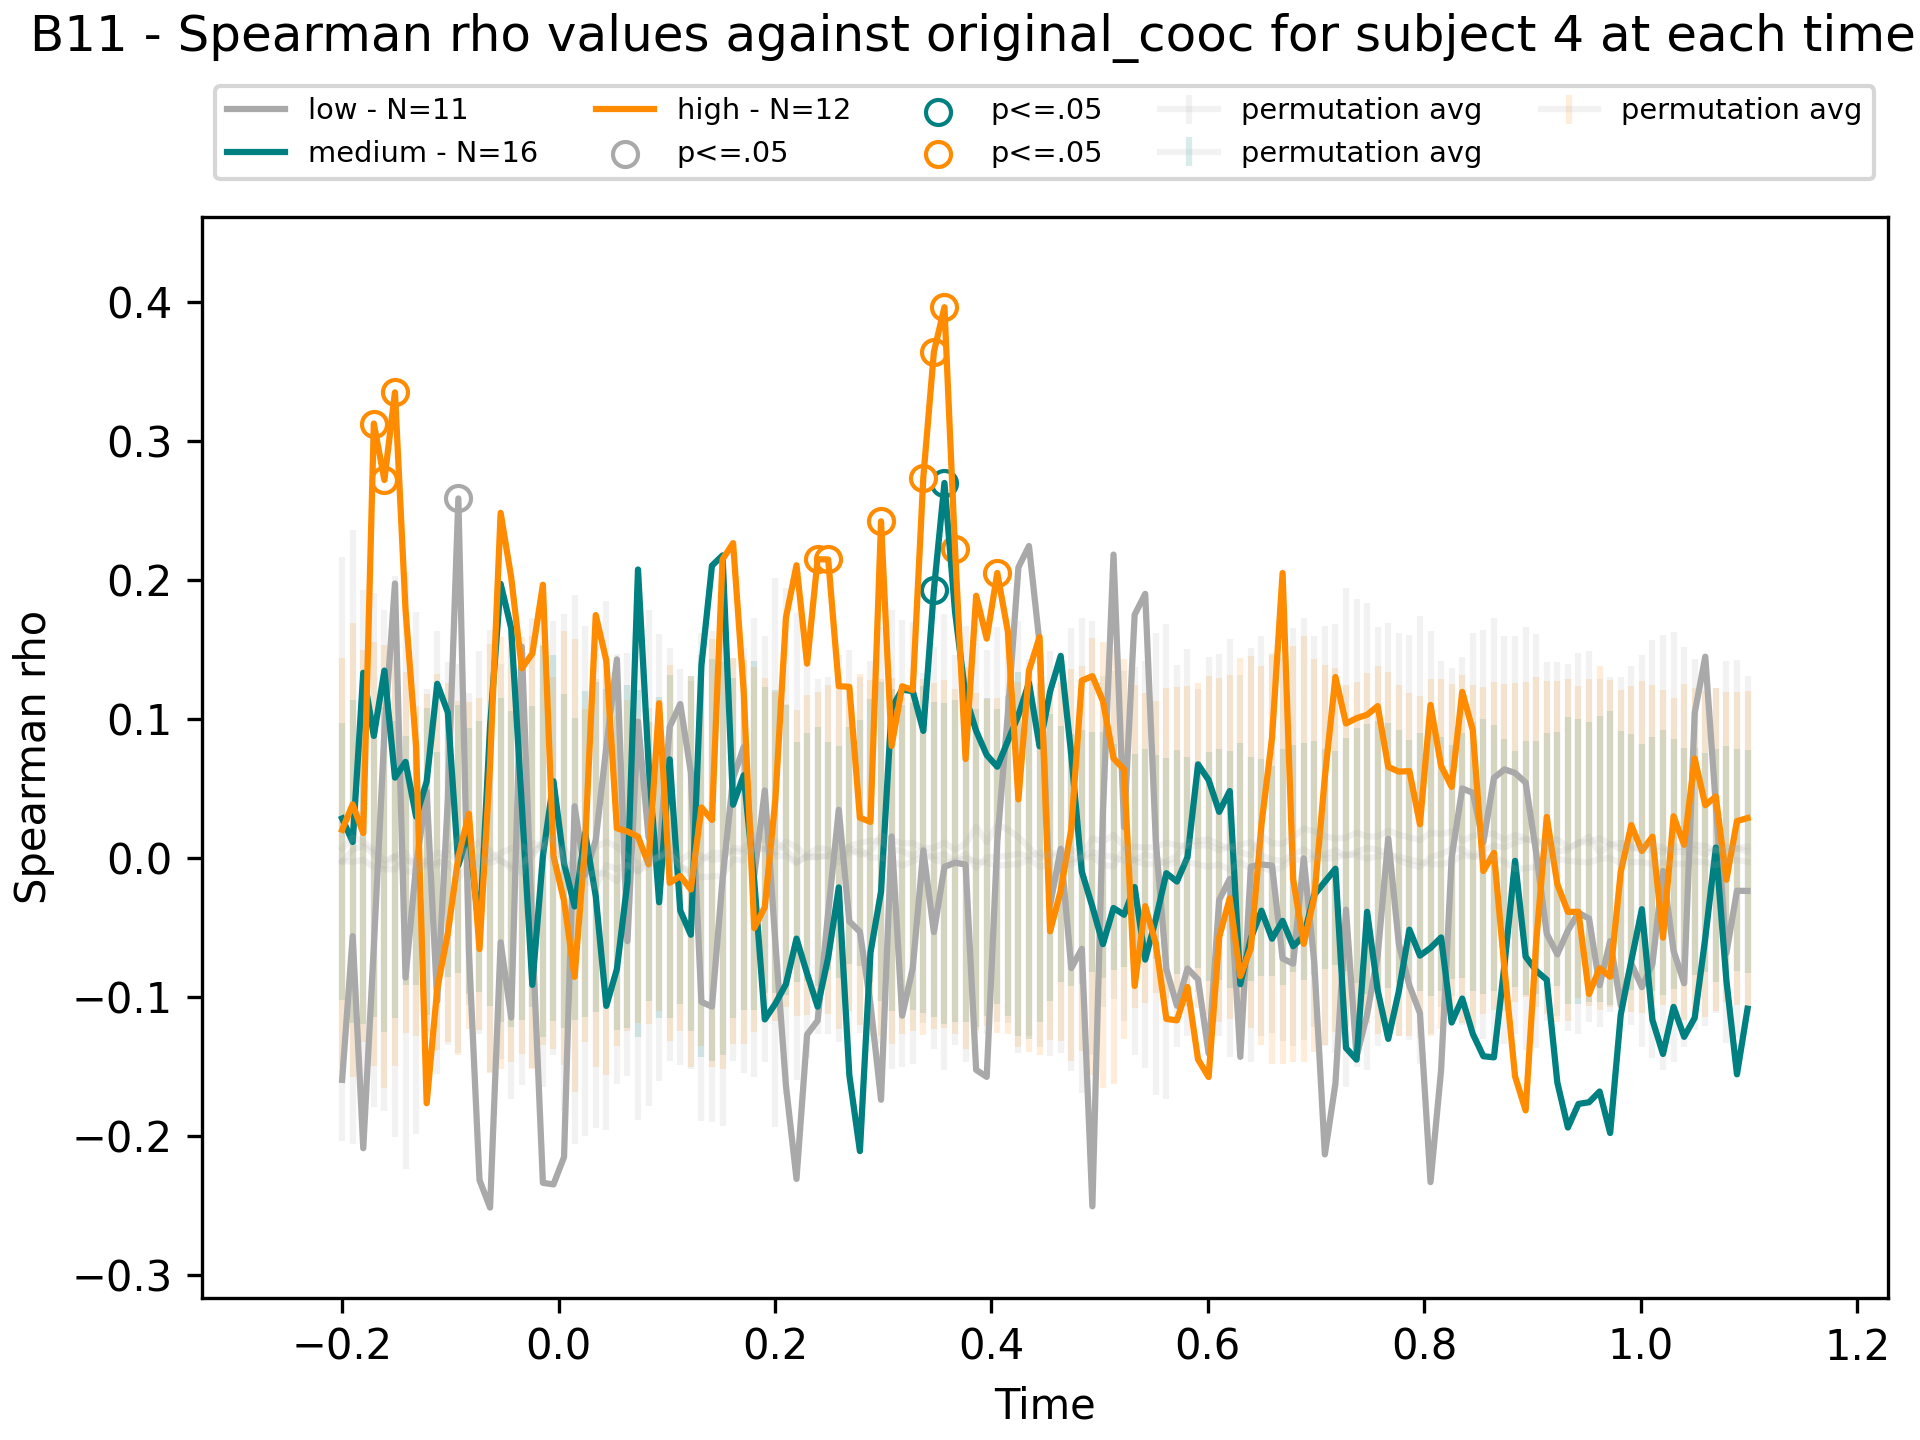 B11 - Spearman rho values against original_cooc for subject 4 at each time
low - N=11
medium - N=16
high - N=12
p<=.05
p<=.05
p<=.05
permutation avg
permutation avg
permutation avg
Spearman rho
0.4
0.3
0.2
0.1
0.0
−0.1
−0.2
−0.3
−0.2
0.0
0.2
0.4
0.6
0.8
1.0
1.2
Time